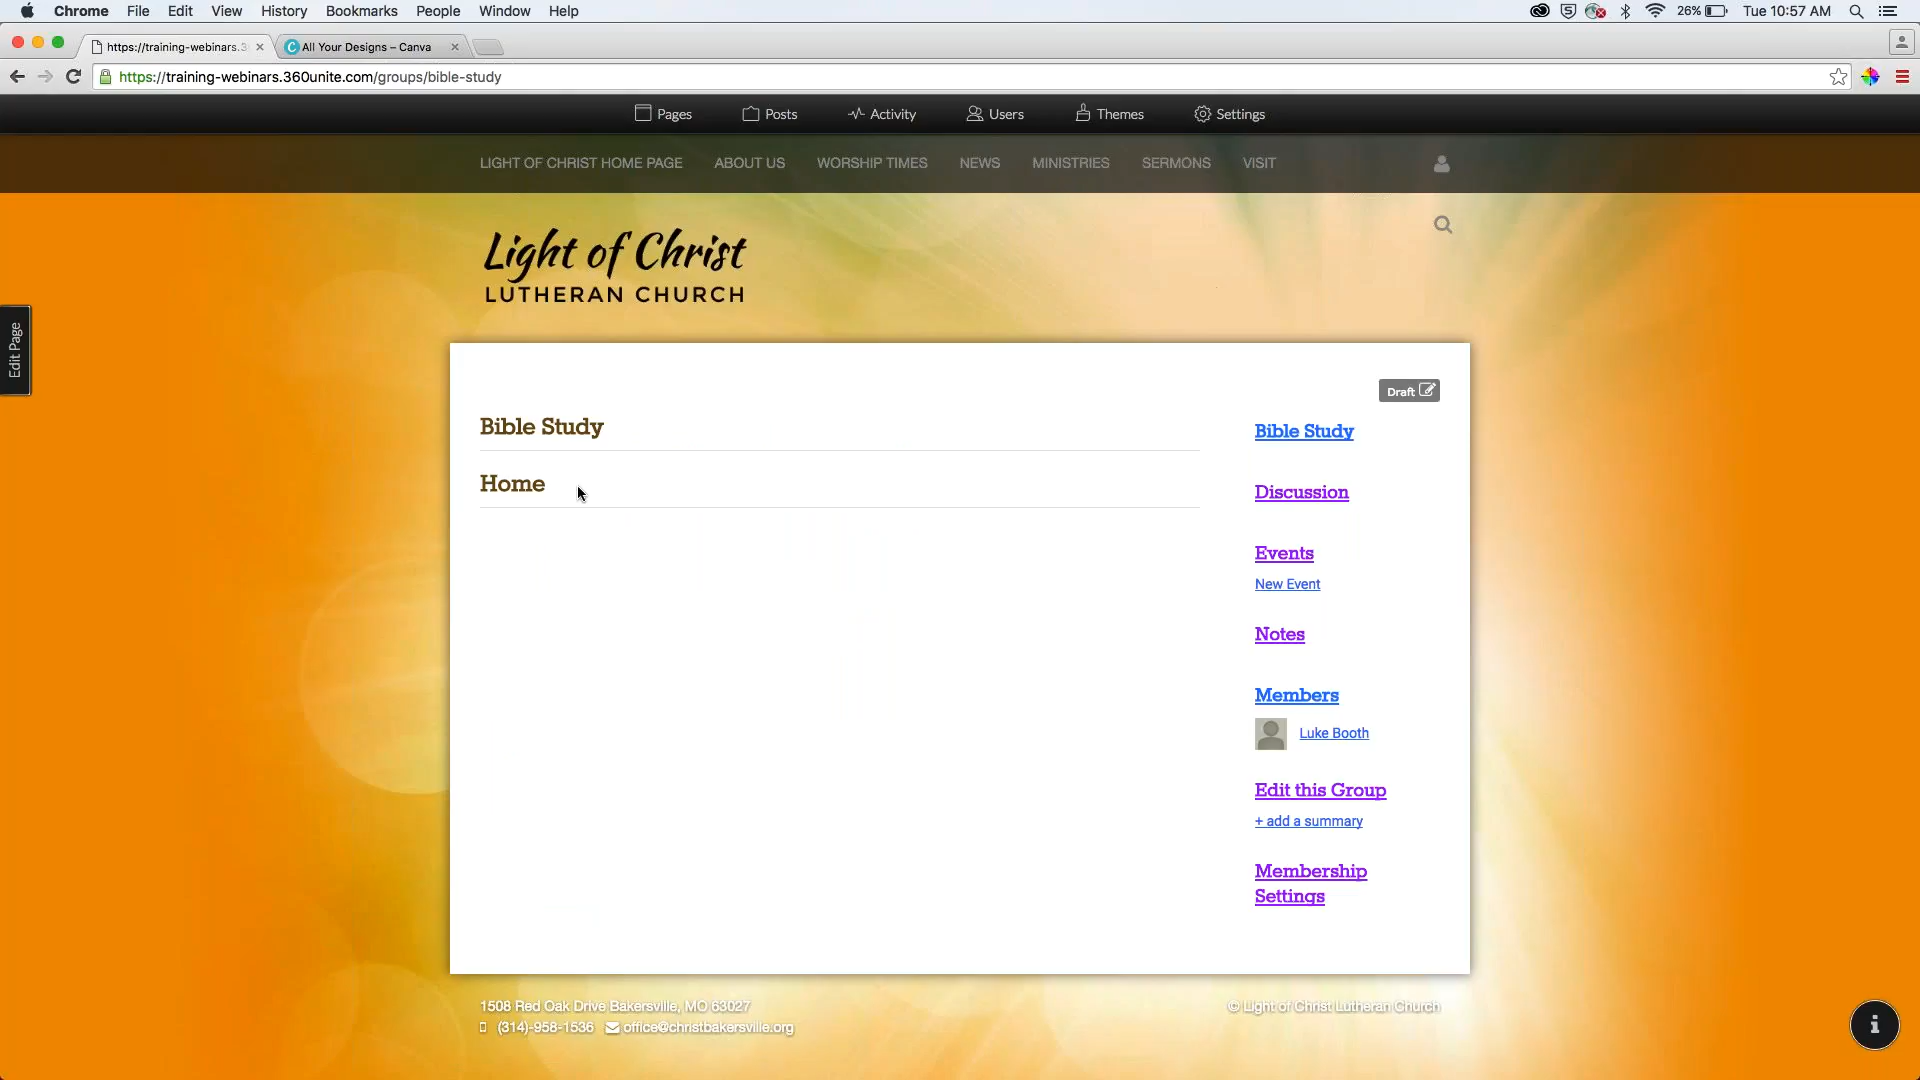 Chrome File Edit View History Bookmarks People Window Help 26% Tue 10:57 AM
https://training-webinars.3 All Your Designs – Canva
https://training-webinars.360unite.com/groups/bible-study
Pages Posts Activity Users Themes Settings
LIGHT OF CHRIST HOME PAGE ABOUT US WORSHIP TIMES NEWS MINISTRIES SERMONS VISIT
Light of Christ
LUTHERAN CHURCH
Edit Page
Draft
Bible Study
Home
Bible Study
Discussion
Events
New Event
Notes
Members
Luke Booth
Edit this Group
+ add a summary
Membership
Settings
1508 Red Oak Drive Bakersville, MO 63027
(314)-958-1536 office@christbakersville.org
© Light of Christ Lutheran Church